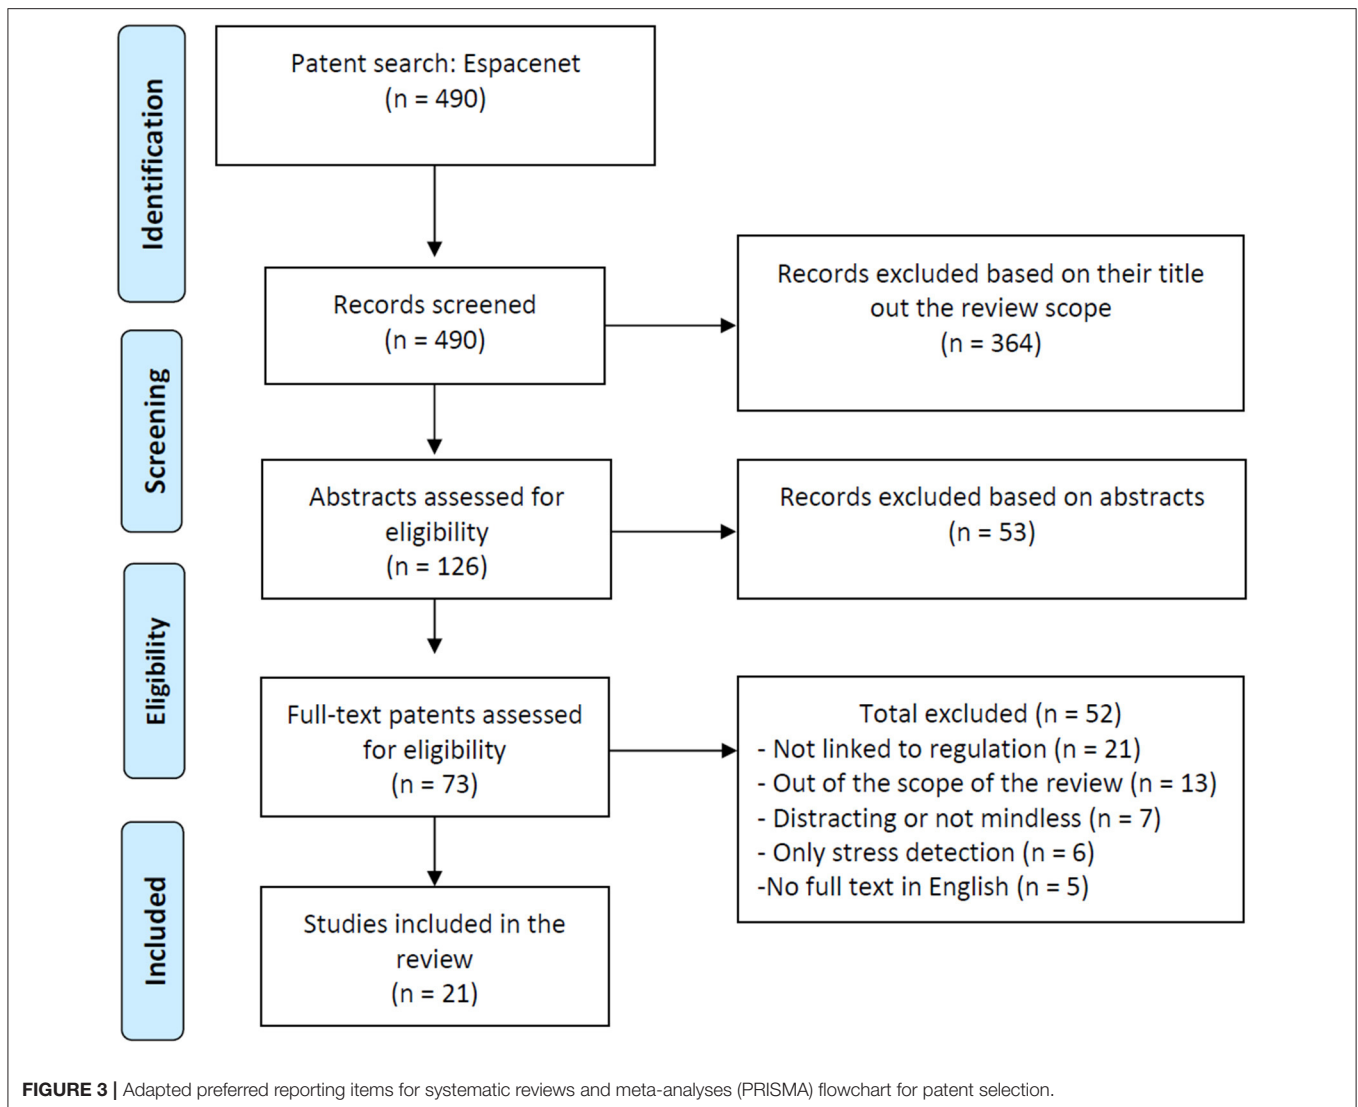 Identification
Patent search: Espacenet
(n = 490)
Records screened
(n = 490)
Records excluded based on their title
out the review scope
(n = 364)
Screening
Abstracts assessed for
eligibility
(n = 126)
Records excluded based on abstracts
(n = 53)
Eligibility
Full-text patents assessed
for eligibility
(n = 73)
Total excluded (n = 52)
- Not linked to regulation (n = 21)
- Out of the scope of the review (n = 13)
- Distracting or not mindless (n = 7)
- Only stress detection (n = 6)
-No full text in English (n = 5)
Included
Studies included in the
review
(n = 21)
FIGURE 3 | Adapted preferred reporting items for systematic reviews and meta-analyses (PRISMA) flowchart for patent selection.